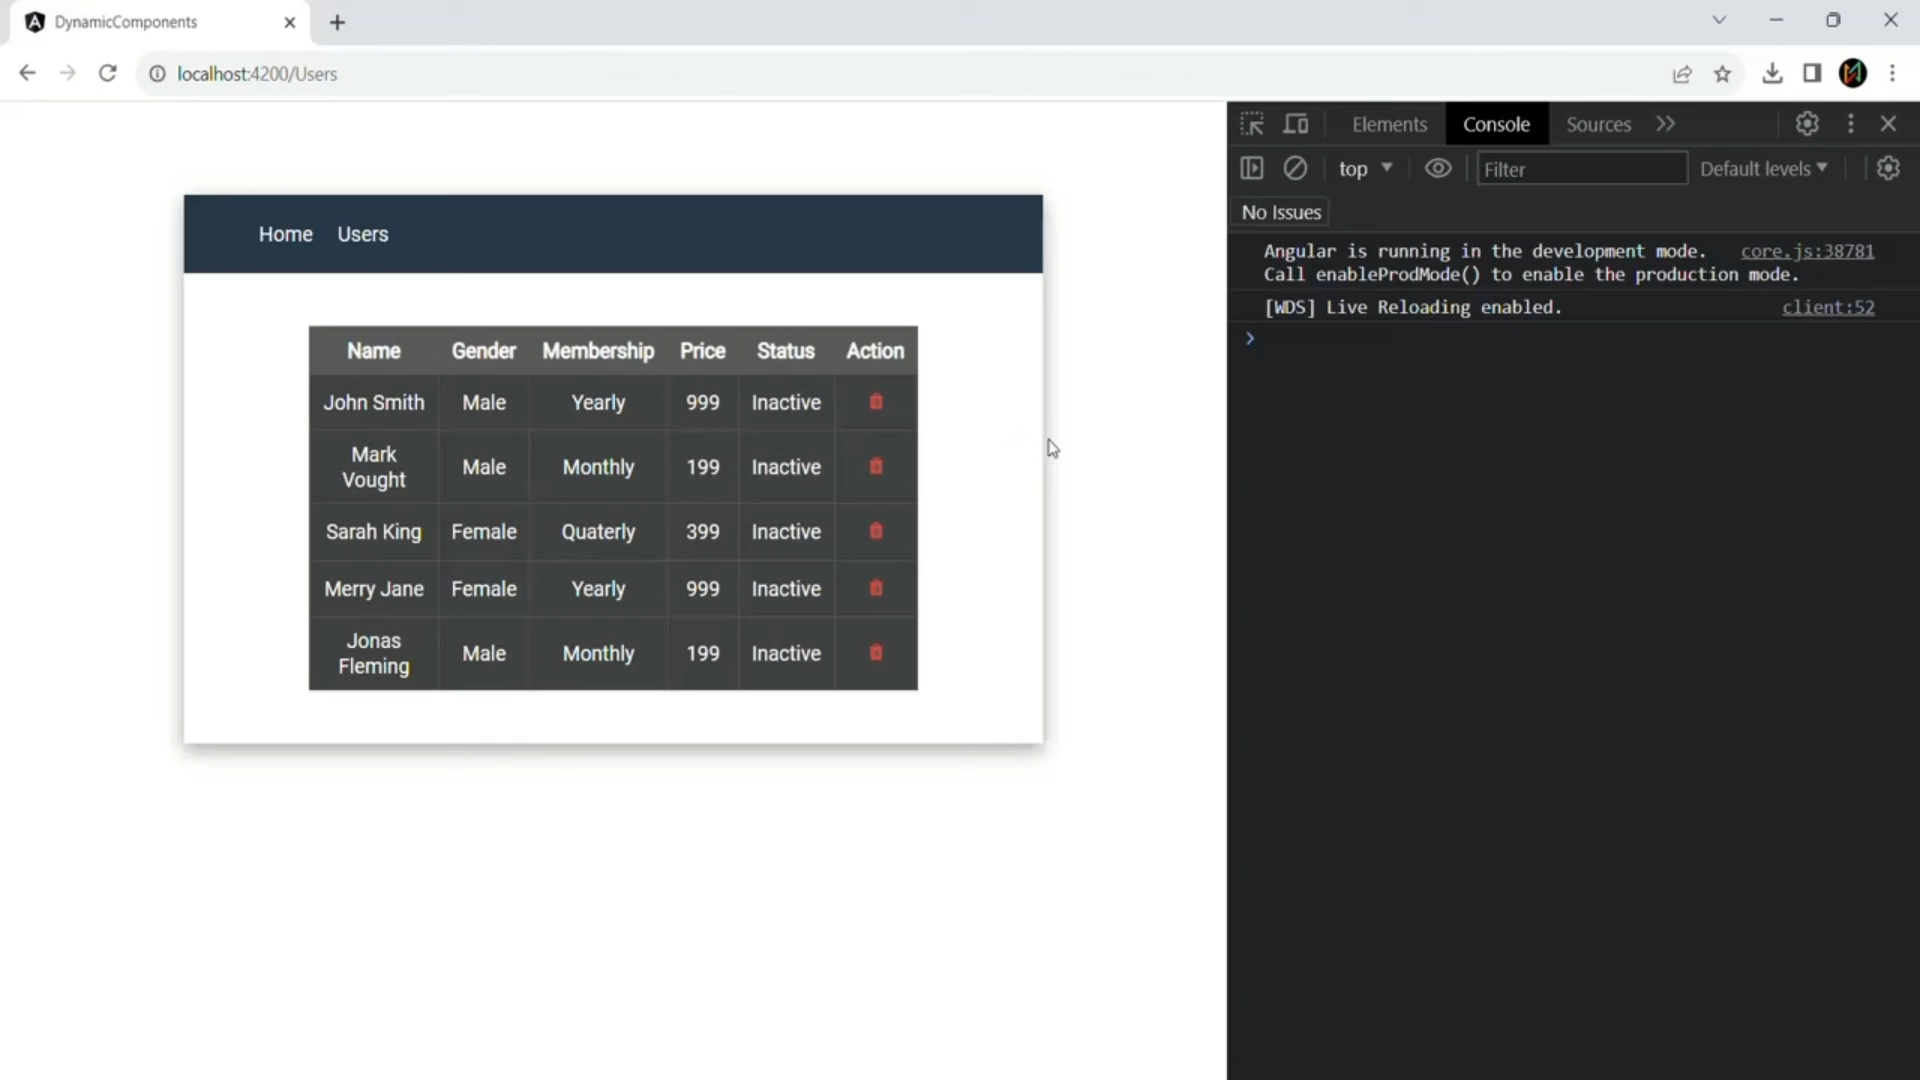 DynamicComponents
localhost:4200/Users
Elements Console Sources
top Filter Default levels
No Issues
Angular is running in the development mode. core.js:38781
Call enableProdMode() to enable the production mode.
[WDS] Live Reloading enabled. client:52
Home Users
Name Gender Membership Price Status Action
John Smith Male Yearly 999 Inactive
Mark
Vought Male Monthly 199 Inactive
Sarah King Female Quaterly 399 Inactive
Merry Jane Female Yearly 999 Inactive
Jonas
Fleming Male Monthly 199 Inactive